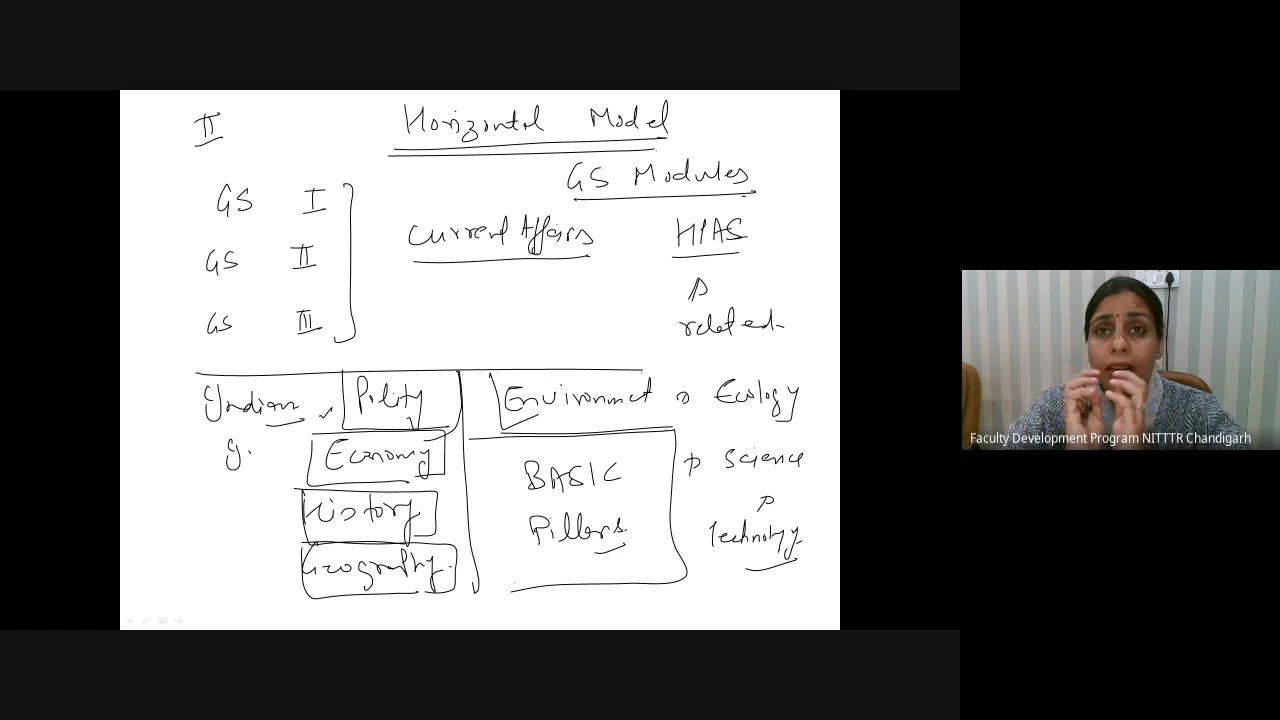 II Horizontal Model
GS Modules
GS I
Current Affairs HIAS
GS II
GS III related
Indian Polity Environment Ecology
Economy BASIC Science
History Pillers
Technology
Geography
Faculty Development Program NITTTR Chandigarh